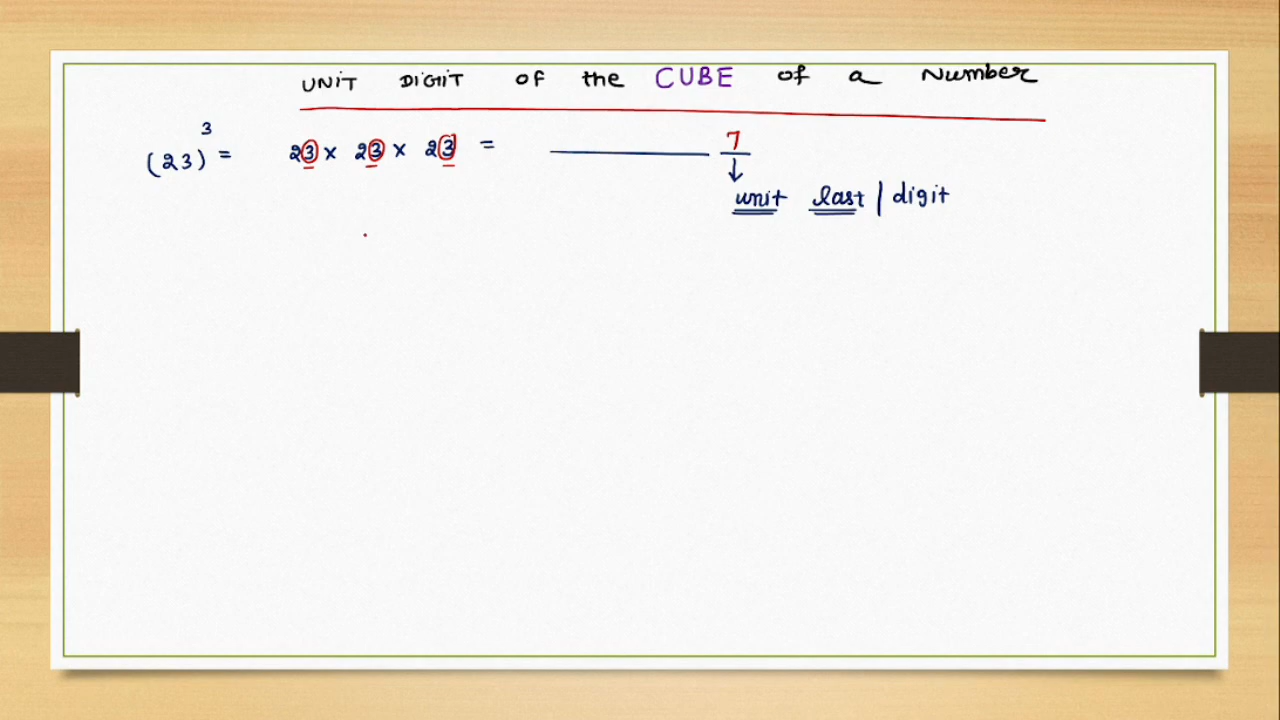 UNIT DIGIT of the CUBE of a Number
(23)³ = 23 x 23 x 23 = 7
unit last / digit